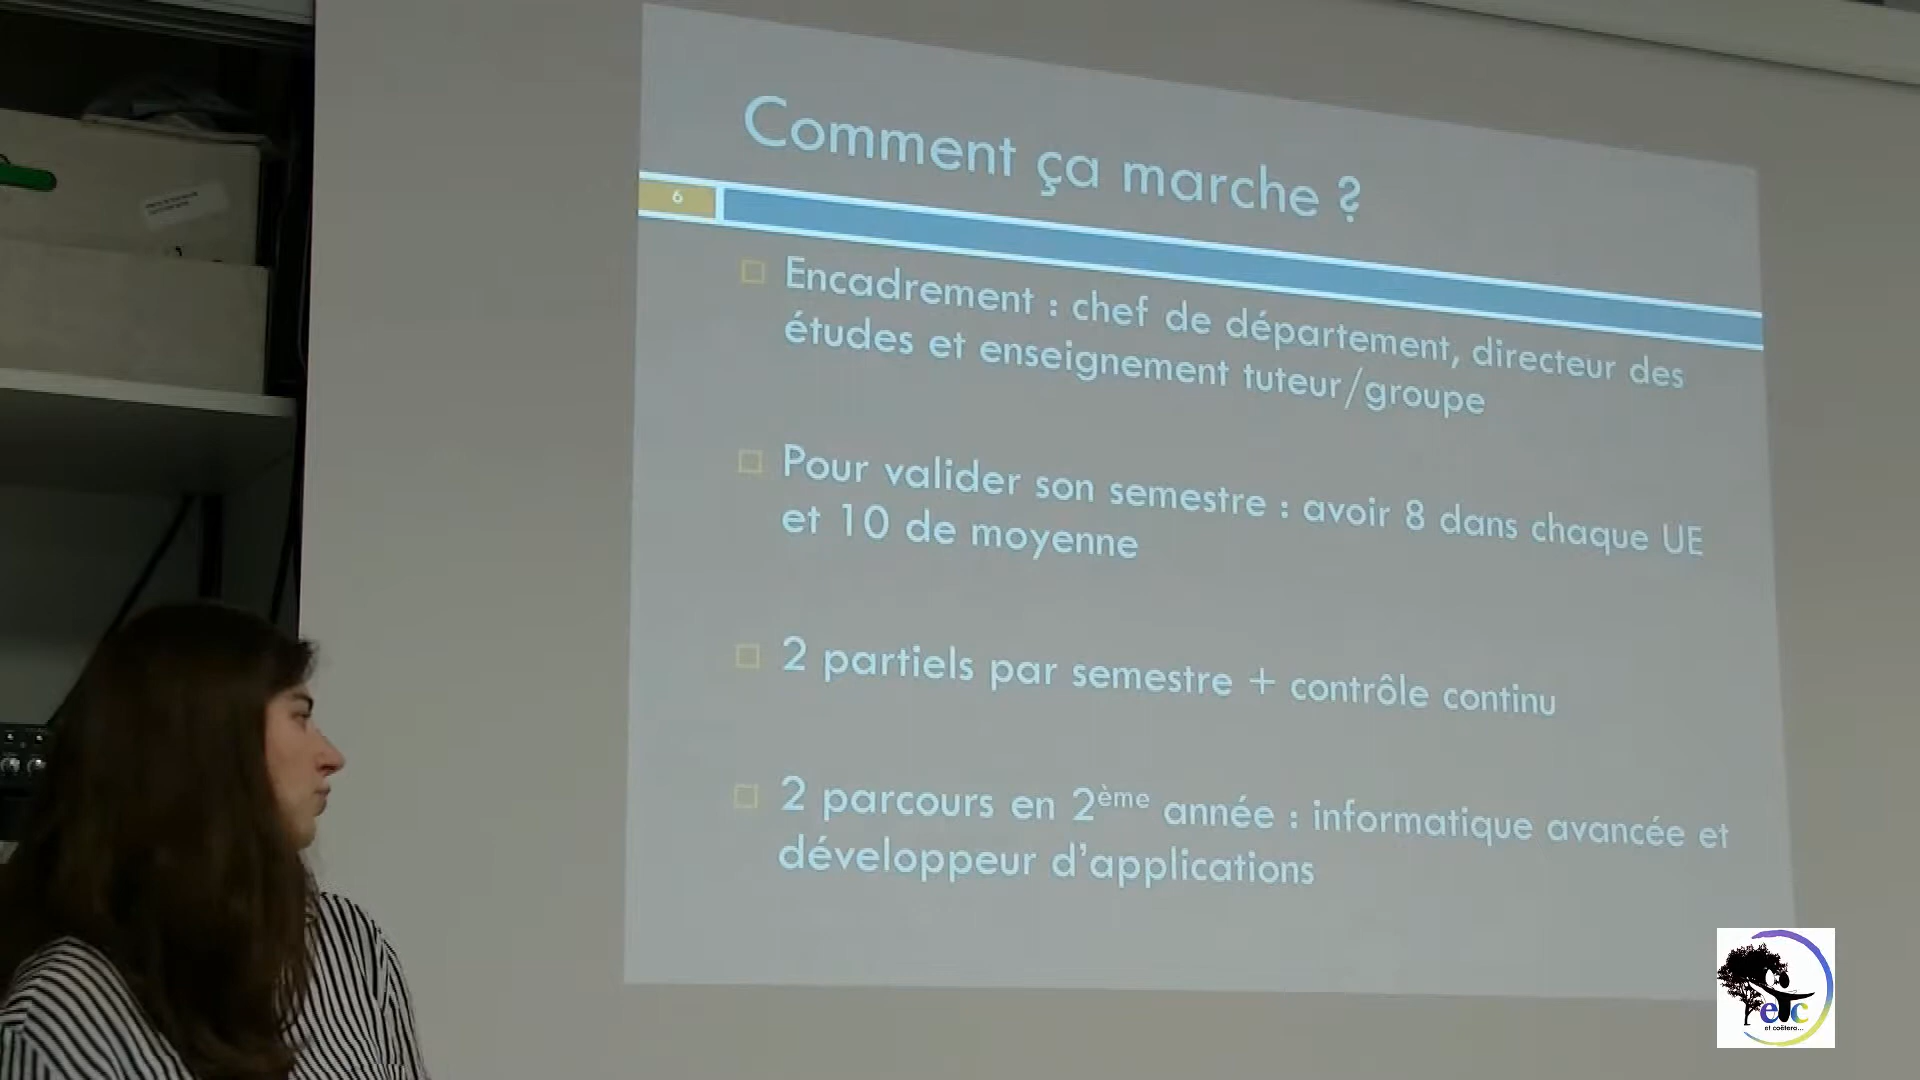 Comment ça marche ?
6
Encadrement : chef de département, directeur des
études et enseignement tuteur/groupe
Pour valider son semestre : avoir 8 dans chaque UE
et 10 de moyenne
2 partiels par semestre + contrôle continu
2 parcours en 2ème année : informatique avancée et
développeur d'applications
etc
et coëtera...